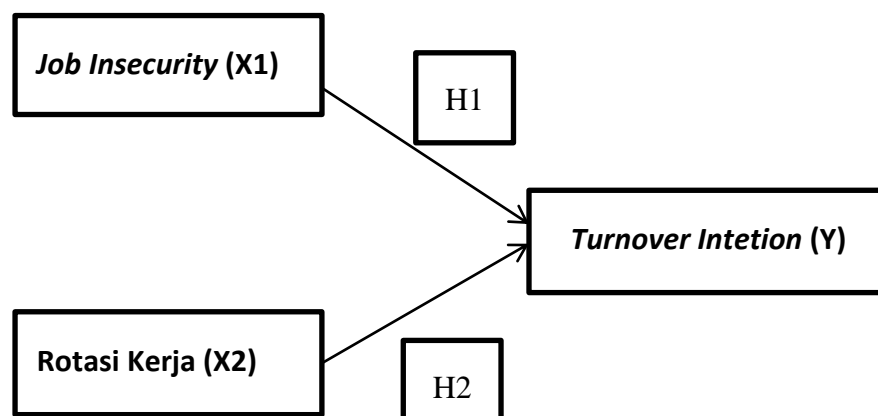 Job Insecurity (X1)
H1
Turnover Intetion (Y)
Rotasi Kerja (X2)
H2